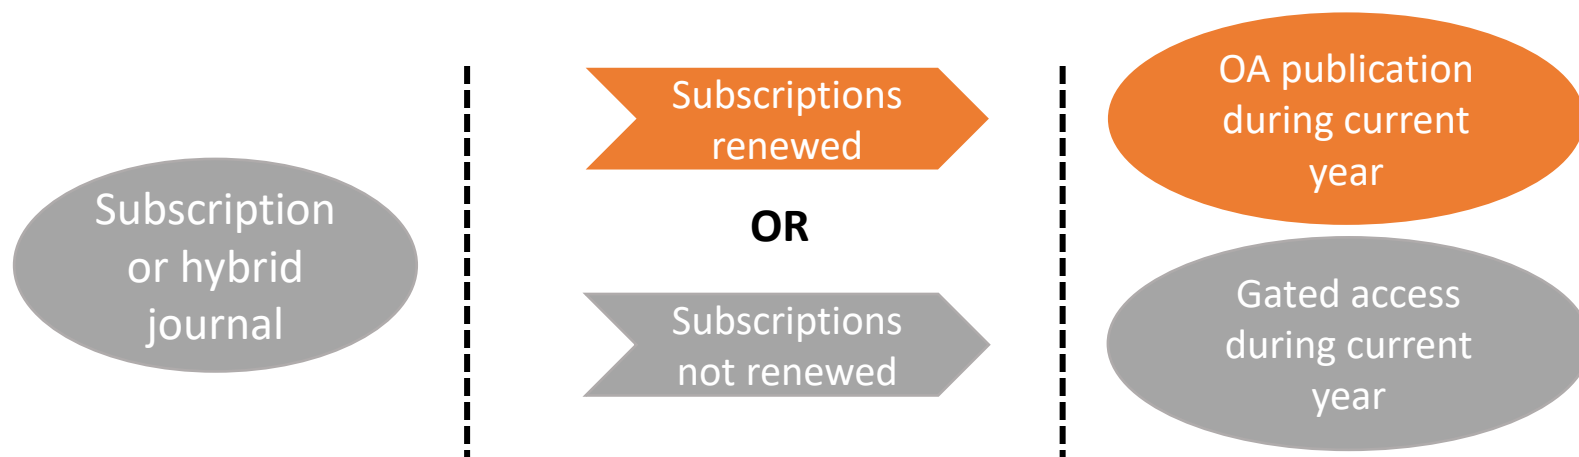 Subscription
or hybrid
journal
Subscriptions
renewed
OR
Subscriptions
not renewed
OA publication
during current
year
Gated access
during current
year